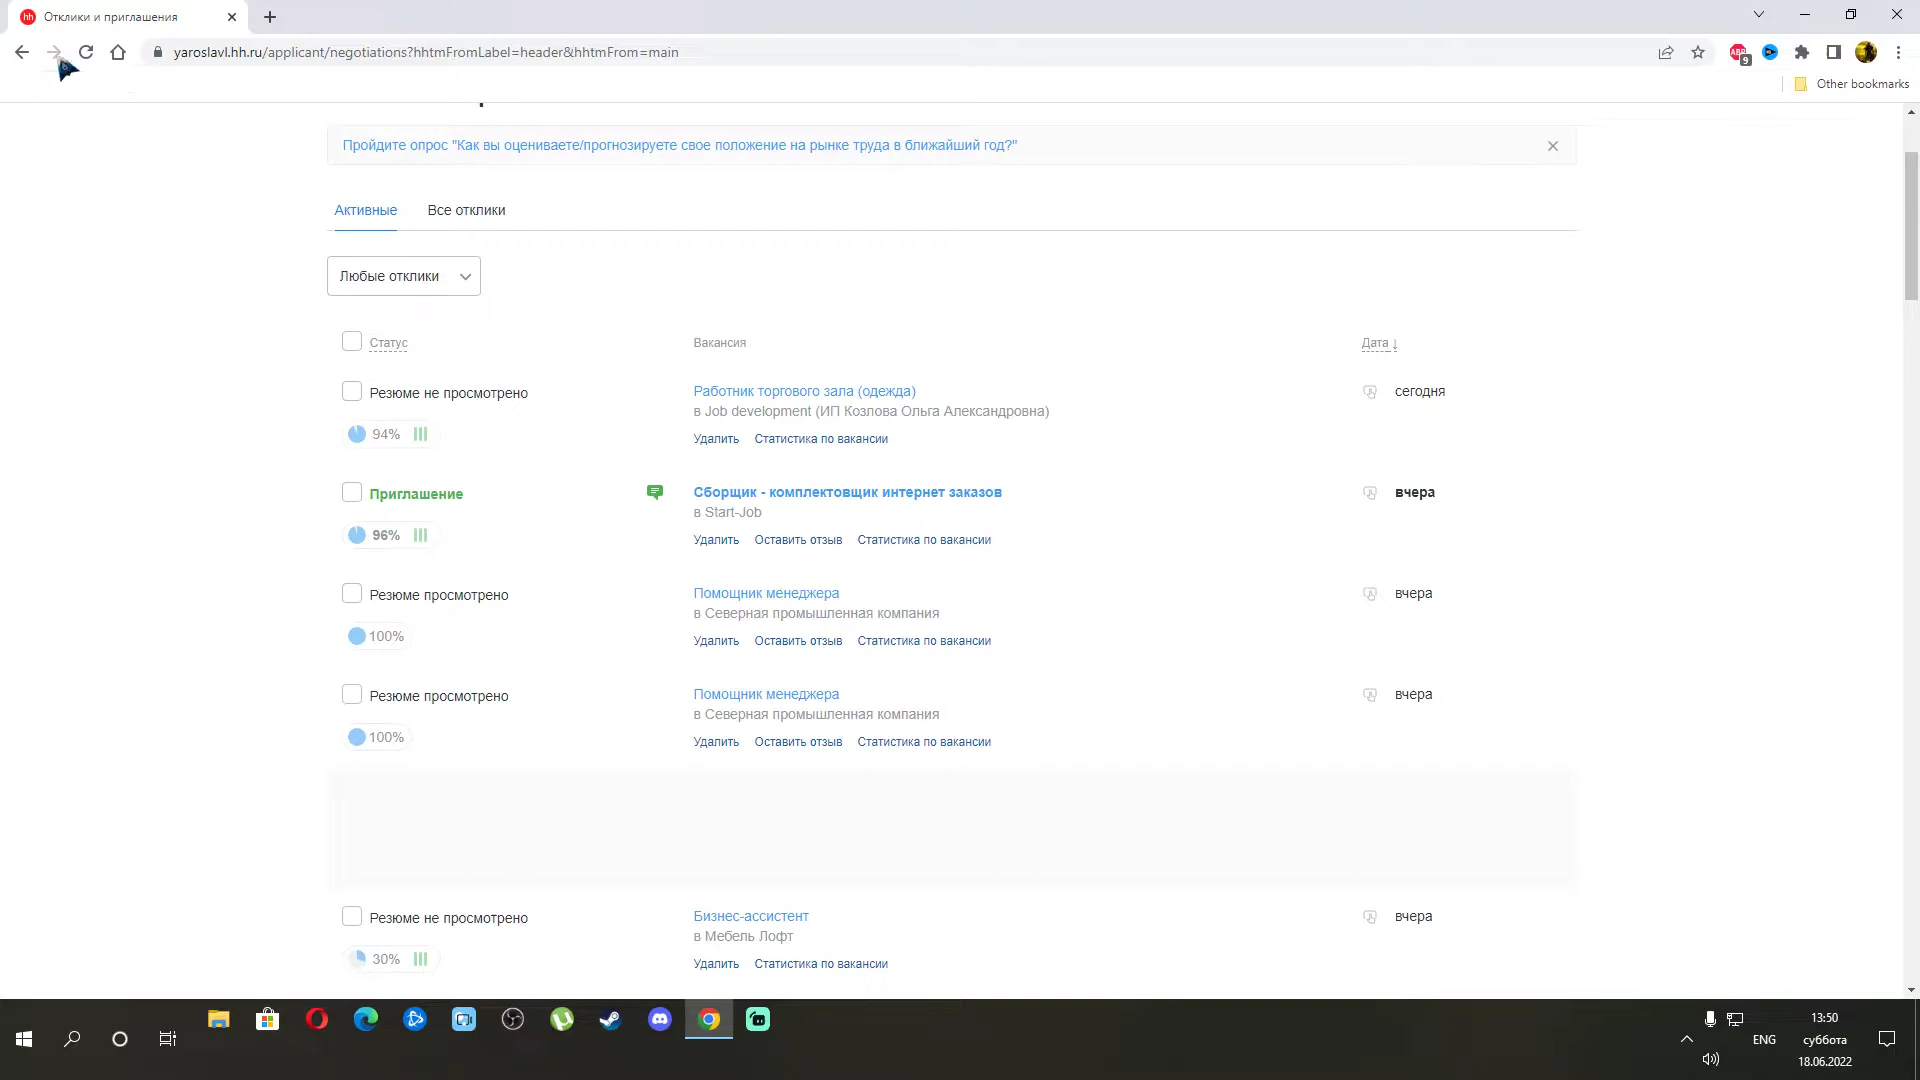 Отклики и приглашения
yaroslavl.hh.ru/applicant/negotiations?hhtmFromLabel=header&hhtmFrom=main
ABP
9
Other bookmarks
Пройдите опрос "Как вы оцениваете/прогнозируете свое положение на рынке труда в ближайший год?"
Активные Все отклики
Любые отклики
Статус Вакансия Дата ↓
Резюме не просмотрено Работник торгового зала (одежда) сегодня
в Job development (ИП Козлова Ольга Александровна)
94% Удалить Статистика по вакансии
Приглашение Сборщик - комплектовщик интернет заказов вчера
в Start-Job
96% Удалить Оставить отзыв Статистика по вакансии
Резюме просмотрено Помощник менеджера вчера
в Северная промышленная компания
100% Удалить Оставить отзыв Статистика по вакансии
Резюме просмотрено Помощник менеджера вчера
в Северная промышленная компания
100% Удалить Оставить отзыв Статистика по вакансии
Резюме не просмотрено Бизнес-ассистент вчера
в Мебель Лофт
30% Удалить Статистика по вакансии
13:50
ENG суббота
18.06.2022